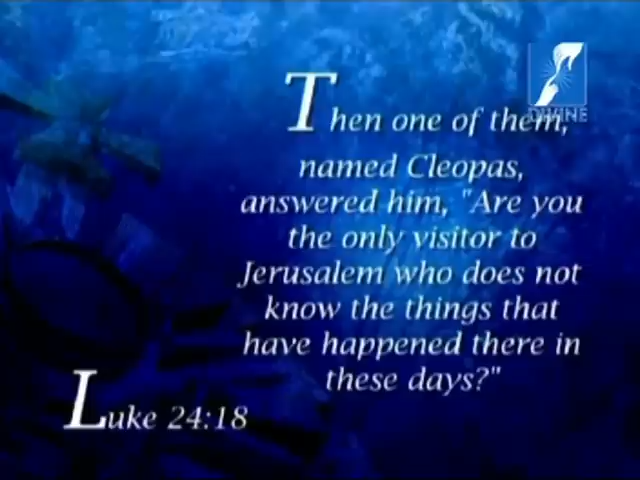 DIVINE
Then one of them,
named Cleopas,
answered him, "Are you
the only visitor to
Jerusalem who does not
know the things that
have happened there in
these days?"
Luke 24:18